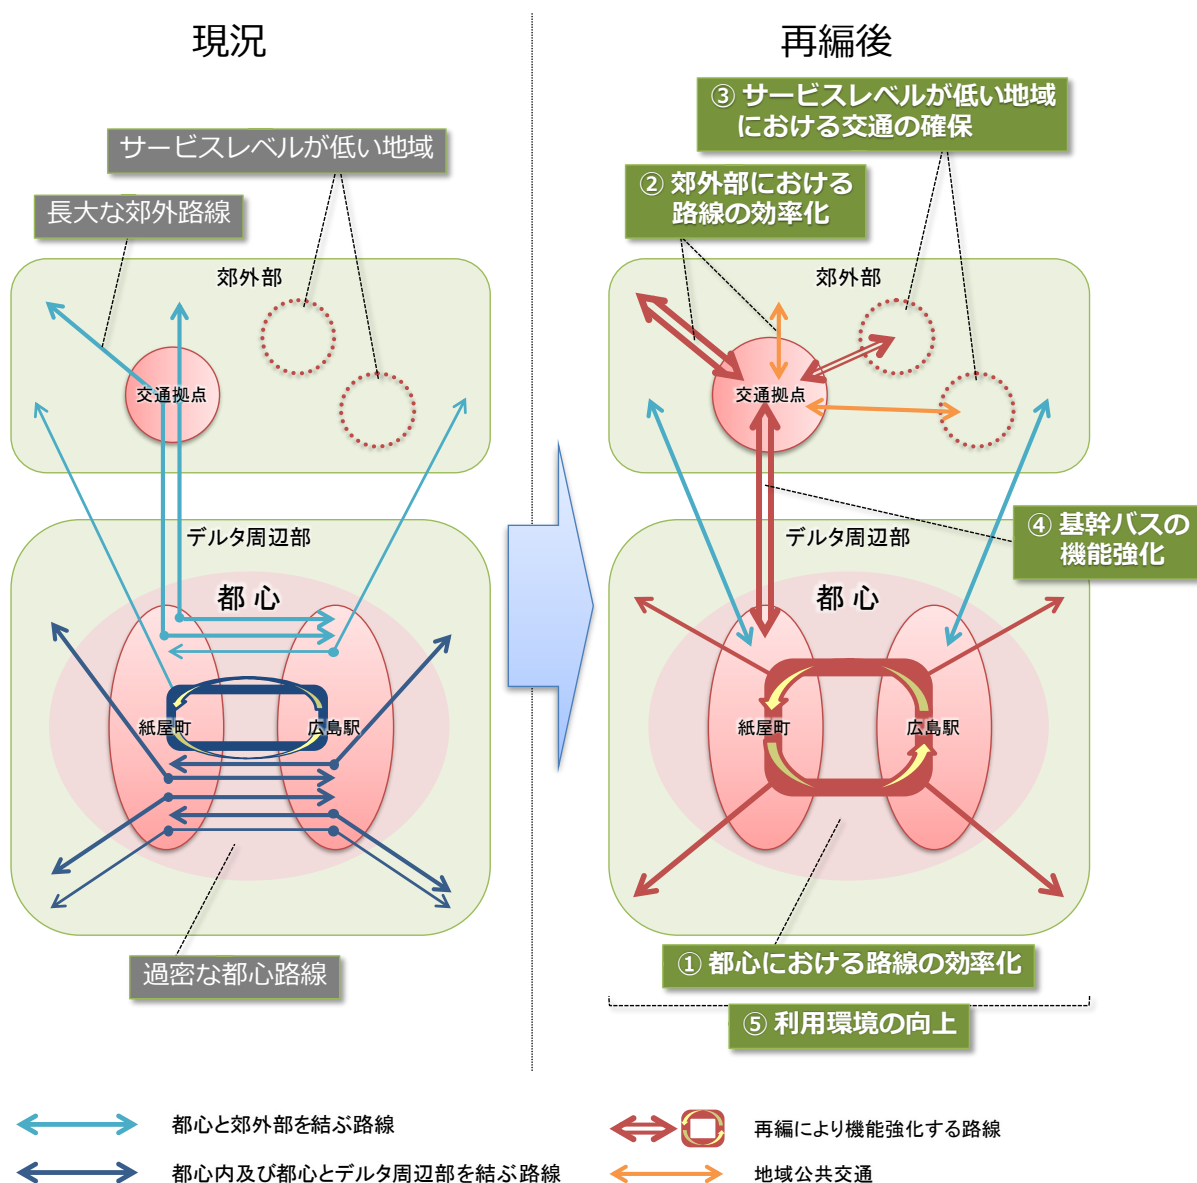 現況
サービスレベルが低い地域
長大な郊外路線
郊外部
交通拠点
デルタ周辺部
都 心
紙屋町
広島駅
過密な都心路線
再編後
③ サービスレベルが低い地域
における交通の確保
② 郊外部における
路線の効率化
郊外部
交通拠点
④ 基幹バスの
機能強化
デルタ周辺部
都 心
紙屋町
広島駅
① 都心における路線の効率化
⑤ 利用環境の向上
都心と郊外部を結ぶ路線
都心内及び都心とデルタ周辺部を結ぶ路線
再編により機能強化する路線
地域公共交通